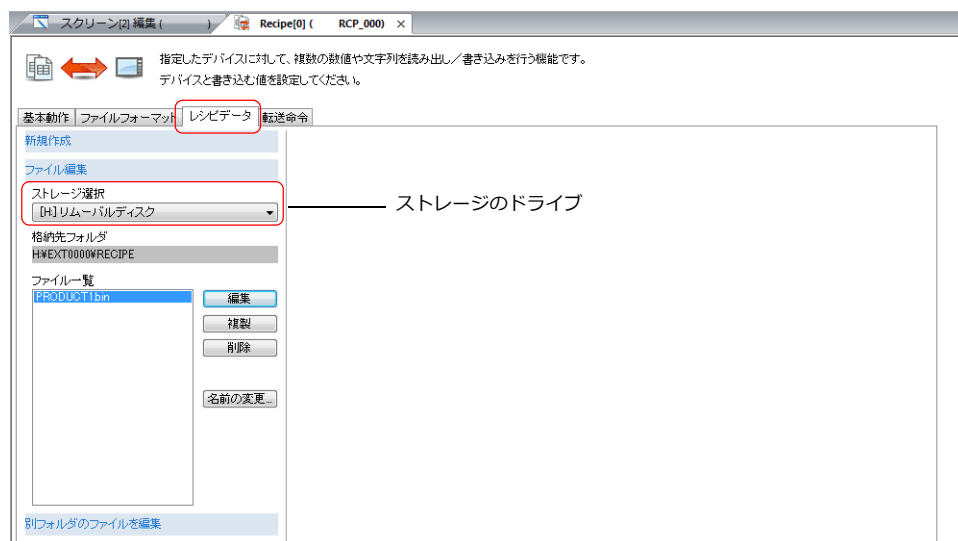 スクリーン[2] 編集 ( ) Recipe[0] ( RCP_000) ×
指定したデバイスに対して、複数の数値や文字列を読み出し／書き込みを行う機能です。
デバイスと書き込む値を設定してください。
基本動作 ファイルフォーマット レシピデータ 転送命令
新規作成
ファイル編集
ストレージ選択
[H:] リムーバルディスク
ストレージのドライブ
格納先フォルダ
H:¥EXT0000¥RECIPE
ファイル一覧
PRODUCT1.bin
編集
複製
削除
名前の変更...
別フォルダのファイルを編集